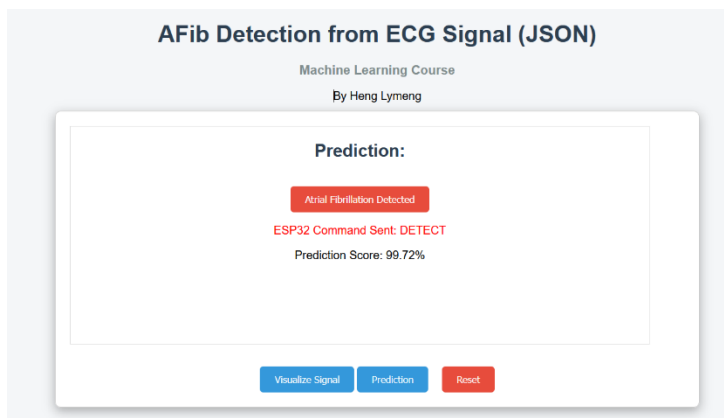 AFib Detection from ECG Signal (JSON)
Machine Learning Course
By Heng Lymeng
Prediction:
Atrial Fibrillation Detected
ESP32 Command Sent: DETECT
Prediction Score: 99.72%
Visualize Signal Prediction Reset